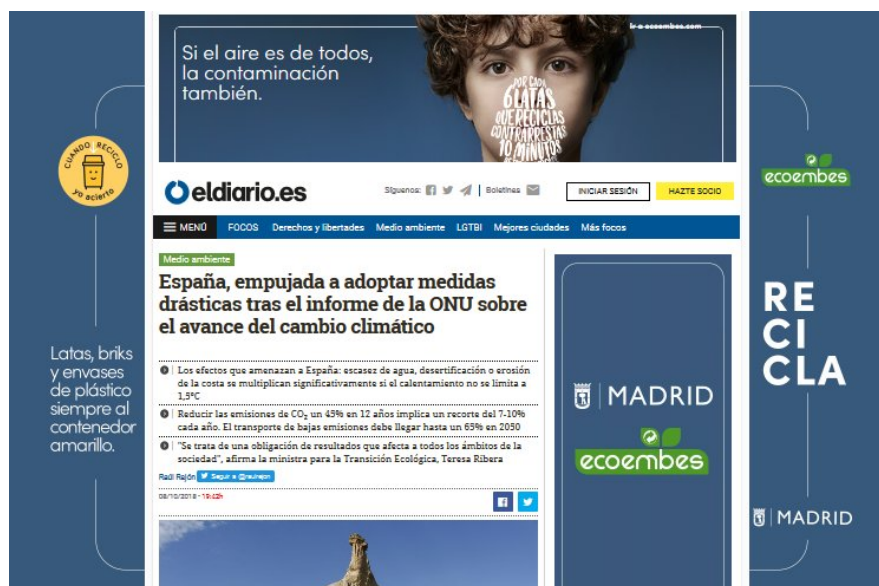 ir a ecoembes.com
Si el aire es de todos,
la contaminación
también.
POR CADA
6 LATAS
QUE RECICLAS
CONTRARRESTAS
10 MINUTOS
CUANDO RECICLO
yo acierto
eldiario.es
Síguenos:
Boletines
INICIAR SESIÓN
HAZTE SOCIO
ecoembes
MENÚ
FOCOS Derechos y libertades Medio ambiente LGTBI Mejores ciudades Más focos
Medio ambiente
España, empujada a adoptar medidas
drásticas tras el informe de la ONU sobre
el avance del cambio climático
Latas, briks
y envases
de plástico
siempre al
contenedor
amarillo.
Los efectos que amenazan a España: escasez de agua, desertificación o erosión
de la costa se multiplican significativamente si el calentamiento no se limita a
1,5ºC
Reducir las emisiones de CO₂ un 45% en 12 años implica un recorte del 7-10%
cada año. El transporte de bajas emisiones debe llegar hasta un 65% en 2050
"Se trata de una obligación de resultados que afecta a todos los ámbitos de la
sociedad", afirma la ministra para la Transición Ecológica, Teresa Ribera
Raúl Rejón Seguir a @raulrejon
08/10/2018 - 19:42h
MADRID
ecoembes
RE
CI
CLA
MADRID